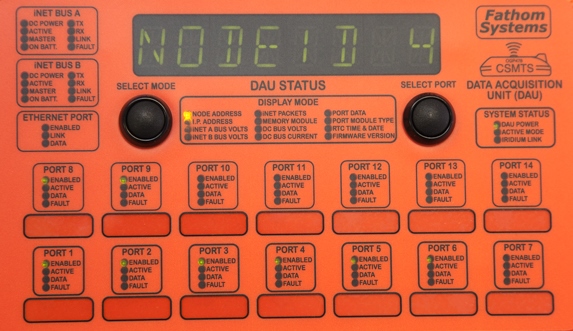 iNET BUS A
DC POWER TX
ACTIVE RX
MASTER LINK
ON BATT. FAULT
iNET BUS B
DC POWER TX
ACTIVE RX
MASTER LINK
ON BATT. FAULT
ETHERNET PORT
ENABLED
LINK
DATA
NODEID 4
SELECT MODE
DAU STATUS
SELECT PORT
DISPLAY MODE
NODE ADDRESS iNET PACKETS PORT DATA
I.P. ADDRESS MEMORY MODULE PORT MODULE TYPE
iNET A BUS VOLTS DC BUS VOLTS RTC TIME & DATE
iNET B BUS VOLTS DC BUS CURRENT FIRMWARE VERSION
Fathom
Systems
CSMTS
DATA ACQUISITION
UNIT (DAU)
SYSTEM STATUS
DAU POWER
ACTIVE MODE
IRIDIUM LINK
PORT 8
ENABLED
ACTIVE
DATA
FAULT
PORT 9
ENABLED
ACTIVE
DATA
FAULT
PORT 10
ENABLED
ACTIVE
DATA
FAULT
PORT 11
ENABLED
ACTIVE
DATA
FAULT
PORT 12
ENABLED
ACTIVE
DATA
FAULT
PORT 13
ENABLED
ACTIVE
DATA
FAULT
PORT 14
ENABLED
ACTIVE
DATA
FAULT
PORT 1
ENABLED
ACTIVE
DATA
FAULT
PORT 2
ENABLED
ACTIVE
DATA
FAULT
PORT 3
ENABLED
ACTIVE
DATA
FAULT
PORT 4
ENABLED
ACTIVE
DATA
FAULT
PORT 5
ENABLED
ACTIVE
DATA
FAULT
PORT 6
ENABLED
ACTIVE
DATA
FAULT
PORT 7
ENABLED
ACTIVE
DATA
FAULT